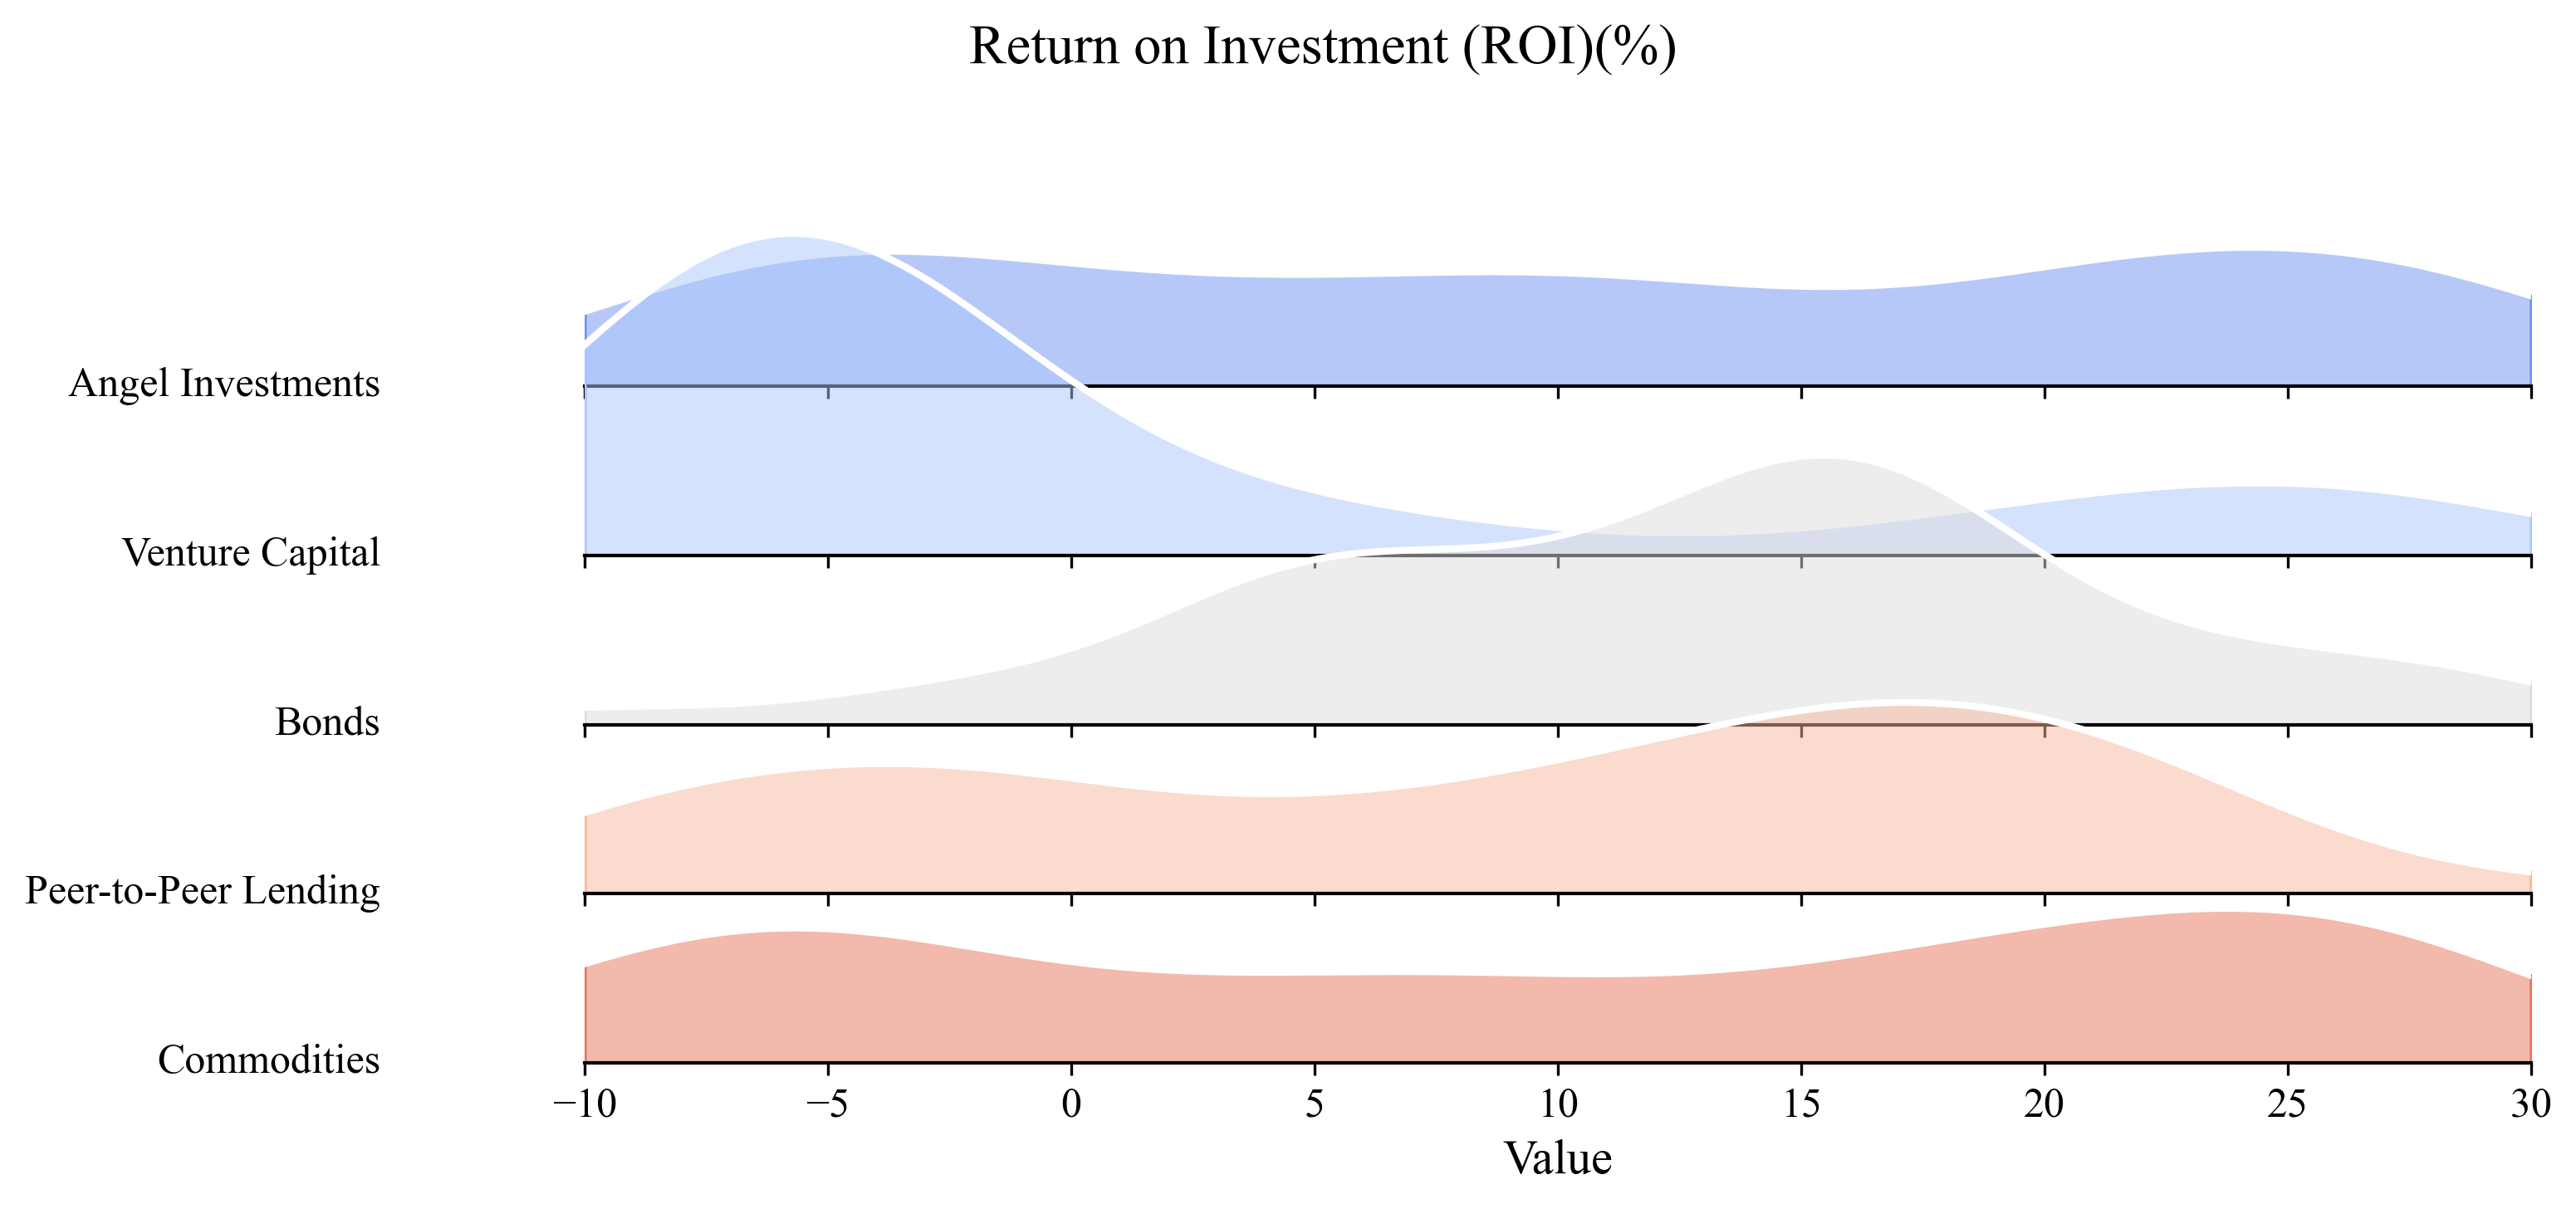 Return on Investment (ROI)(%)
Angel Investments
Venture Capital
Bonds
Peer-to-Peer Lending
Commodities
−10 −5 0 5 10 15 20 25 30
Value